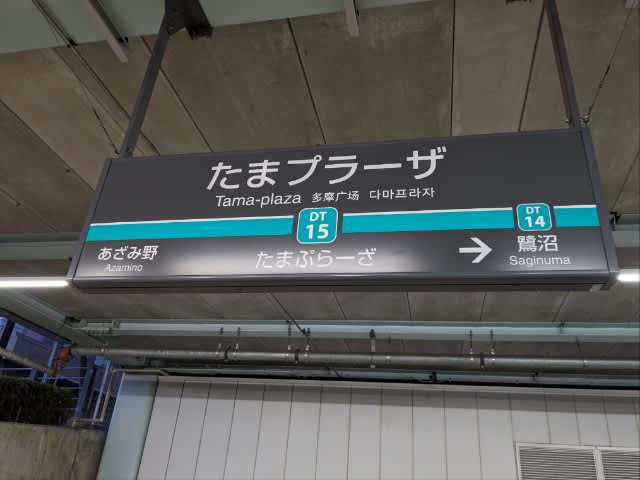 たまプラーザ
Tama-plaza 多摩广场 다마프라자
DT
15
DT
14
あざみ野
Azamino
たまぷらーざ
→
鷺沼
Saginuma